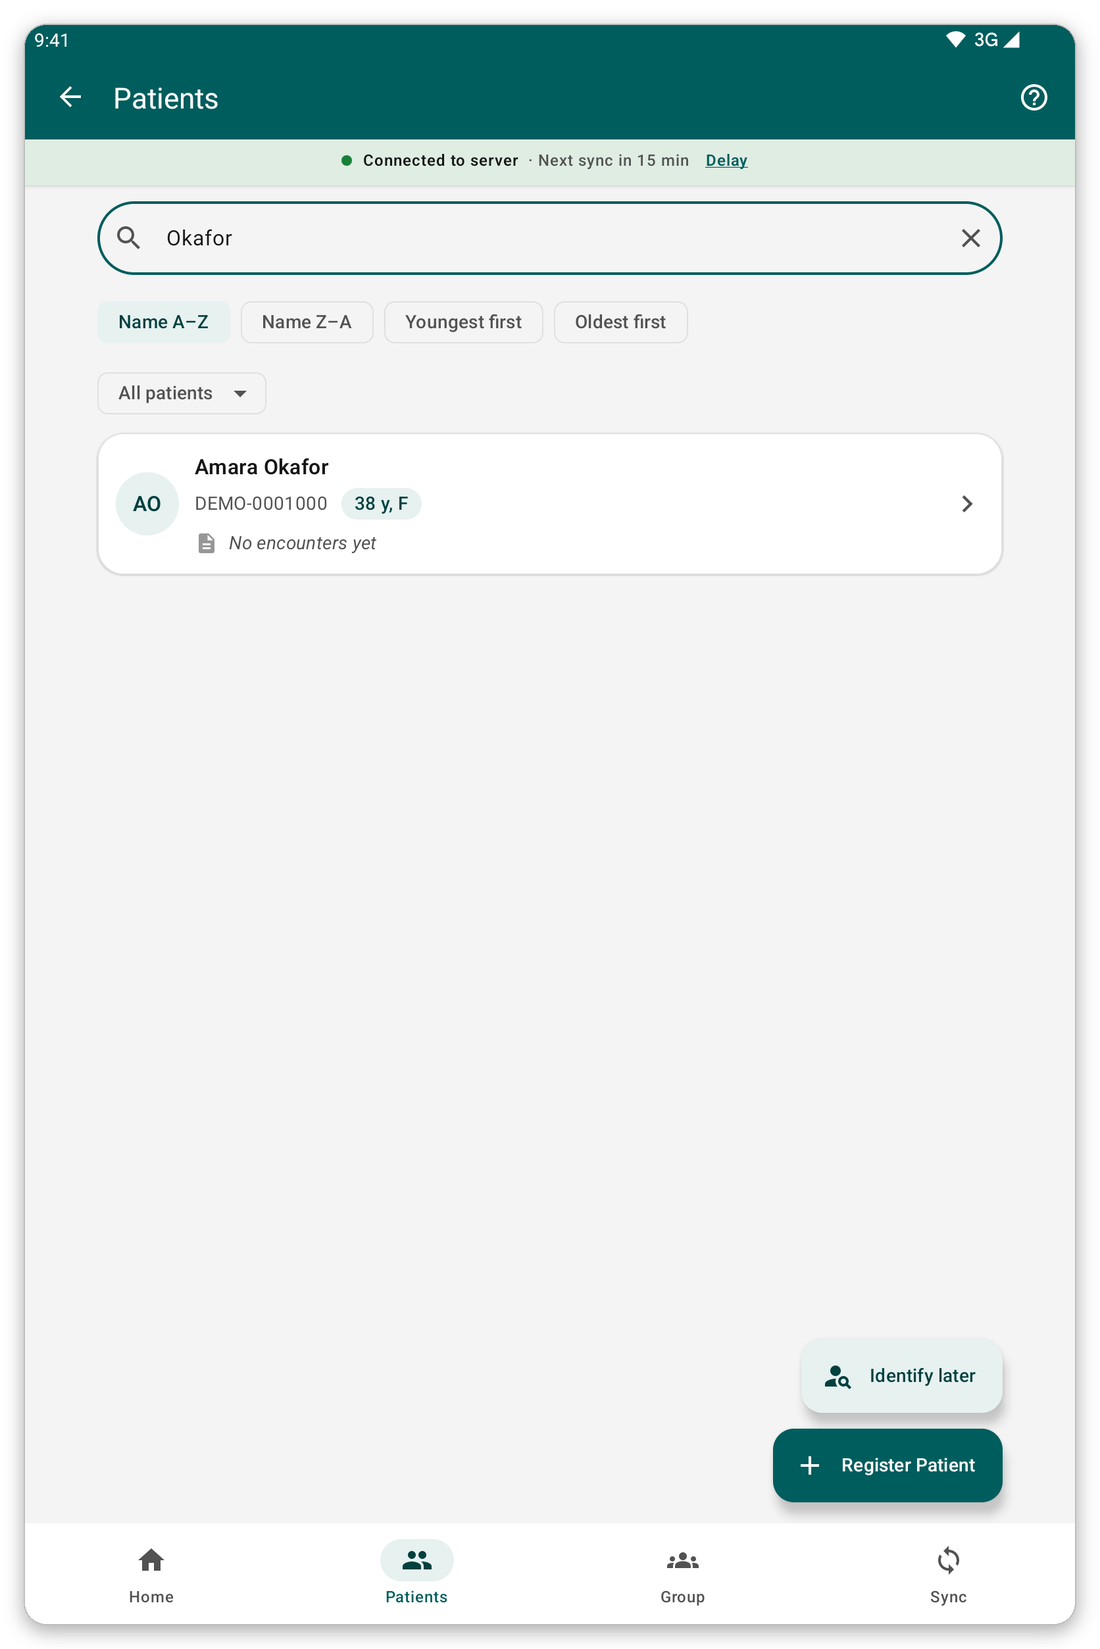 9:41
3G
Patients
Connected to server · Next sync in 15 min Delay
Okafor
Name A–Z Name Z–A Youngest first Oldest first
All patients
Amara Okafor
AO
DEMO-0001000 38 y, F
No encounters yet
Identify later
Register Patient
Home Patients Group Sync